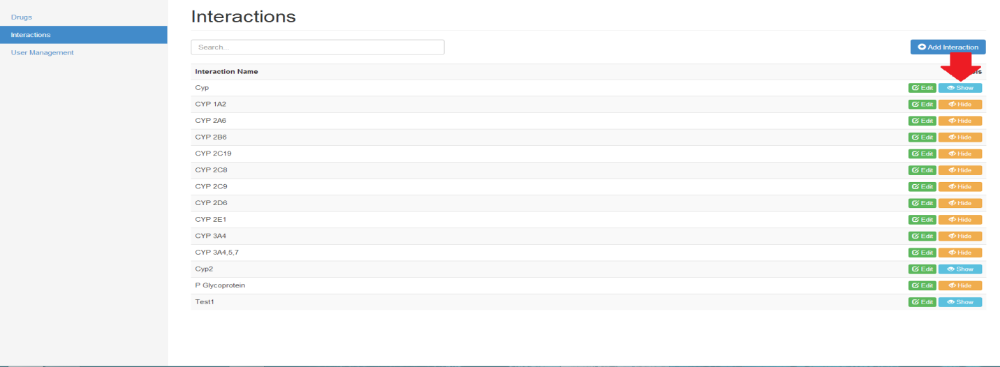 Drugs
Interactions
User Management
Interactions
Search...
Add Interaction
Interaction Name
Cyp Edit Show
CYP 1A2 Edit Hide
CYP 2A6 Edit Hide
CYP 2B6 Edit Hide
CYP 2C19 Edit Hide
CYP 2C8 Edit Hide
CYP 2C9 Edit Hide
CYP 2D6 Edit Hide
CYP 2E1 Edit Hide
CYP 3A4 Edit Hide
CYP 3A4,5,7 Edit Hide
Cyp2 Edit Show
P Glycoprotein Edit Hide
Test1 Edit Show